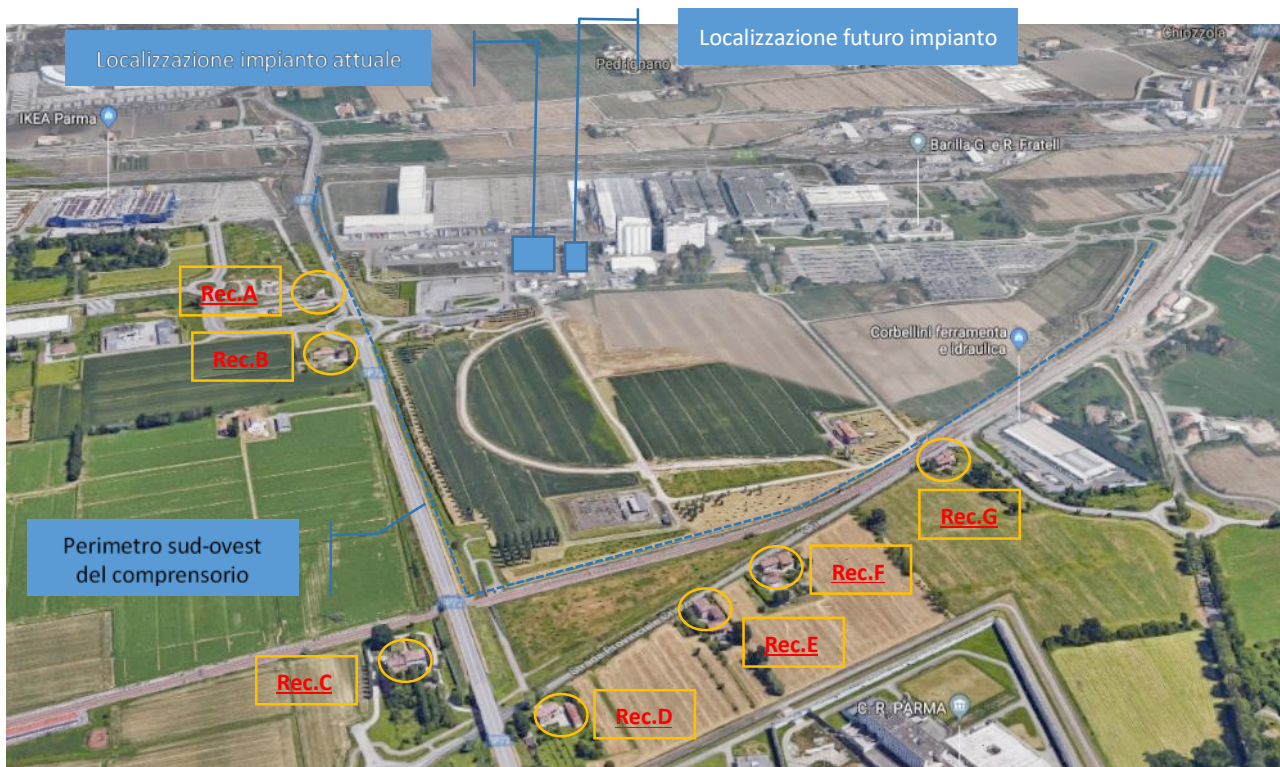 Localizzazione impianto attuale
Localizzazione futuro impianto
Pedrignano
Chiozzola
IKEA Parma
Barilla G. e R. Fratell
Rec.A
Rec.B
Corbellini ferramenta
e Idraulica
Rec.G
Perimetro sud-ovest
del comprensorio
Rec.F
Rec.E
Rec.C
Rec.D
C. R. PARMA